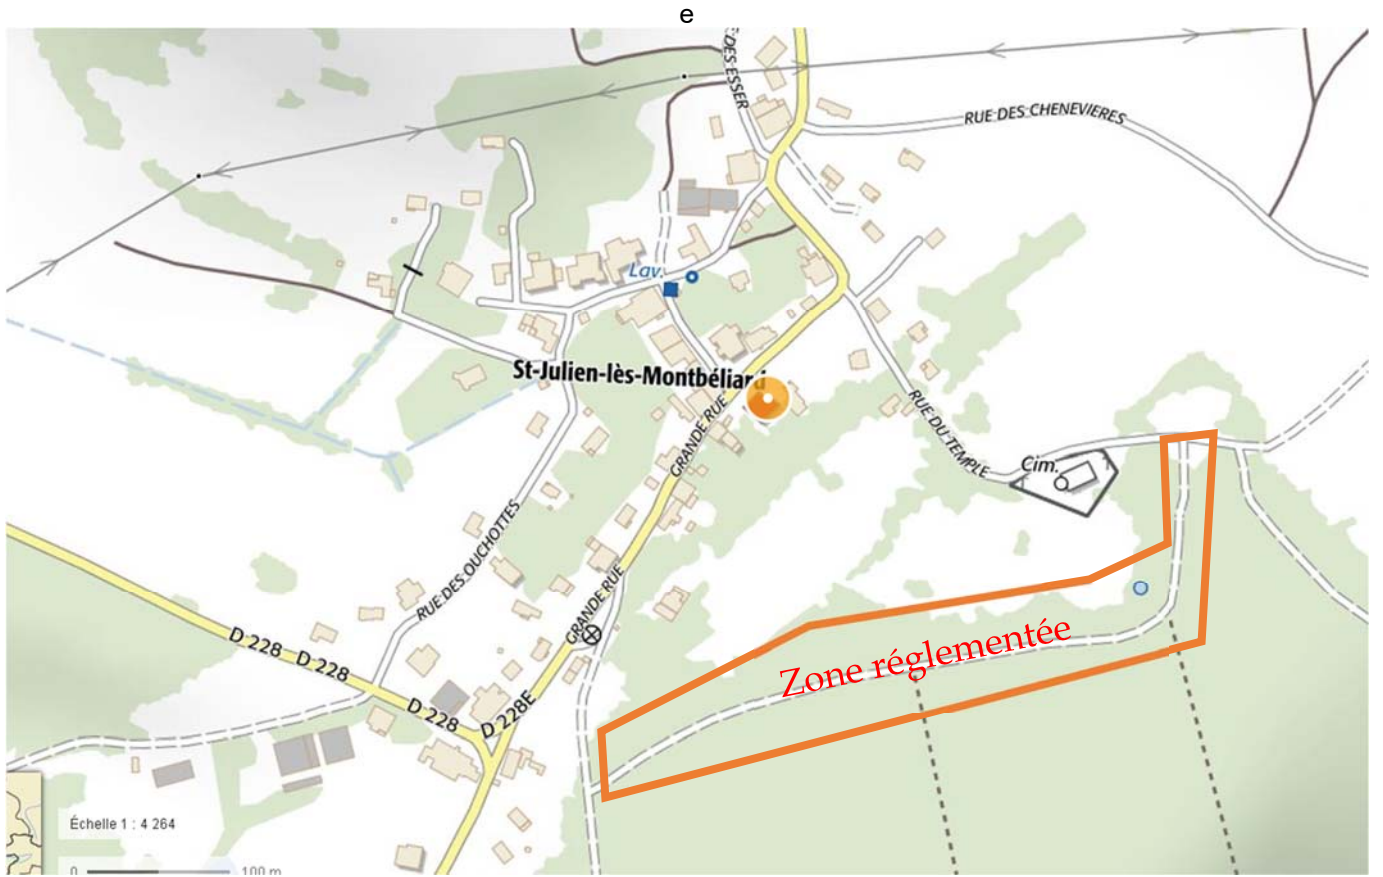 e
DES ESSER
RUE DES CHENEVIERES
Lav.
St-Julien-lès-Montbéliard
GRANDE RUE
RUE DU TEMPLE
Cim.
RUE DES OUCHOTTES
GRANDE RUE
Zone réglementée
D 228 D 228
D 228
D 228E
Échelle 1 : 4 264
0 100 m